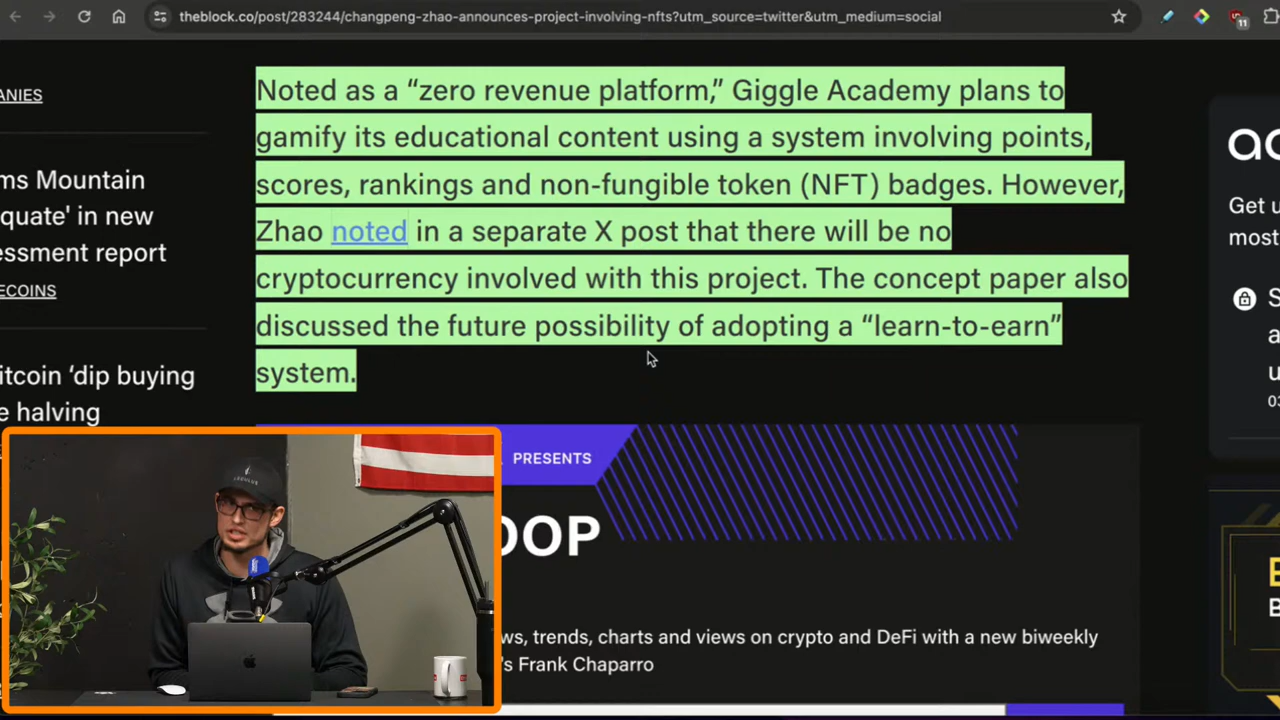 theblock.co/post/283244/changpeng-zhao-announces-project-involving-nfts?utm_source=twitter&utm_medium=social
11
ANIES
ms Mountain
quate' in new
essment report
ECOINS
itcoin ‘dip buying
e halving
Noted as a “zero revenue platform,” Giggle Academy plans to
gamify its educational content using a system involving points,
scores, rankings and non-fungible token (NFT) badges. However,
Zhao noted in a separate X post that there will be no
cryptocurrency involved with this project. The concept paper also
discussed the future possibility of adopting a “learn-to-earn”
system.
PRESENTS
OOP
ws, trends, charts and views on crypto and DeFi with a new biweekly
's Frank Chaparro
Get u
most
S
a
u
03
B